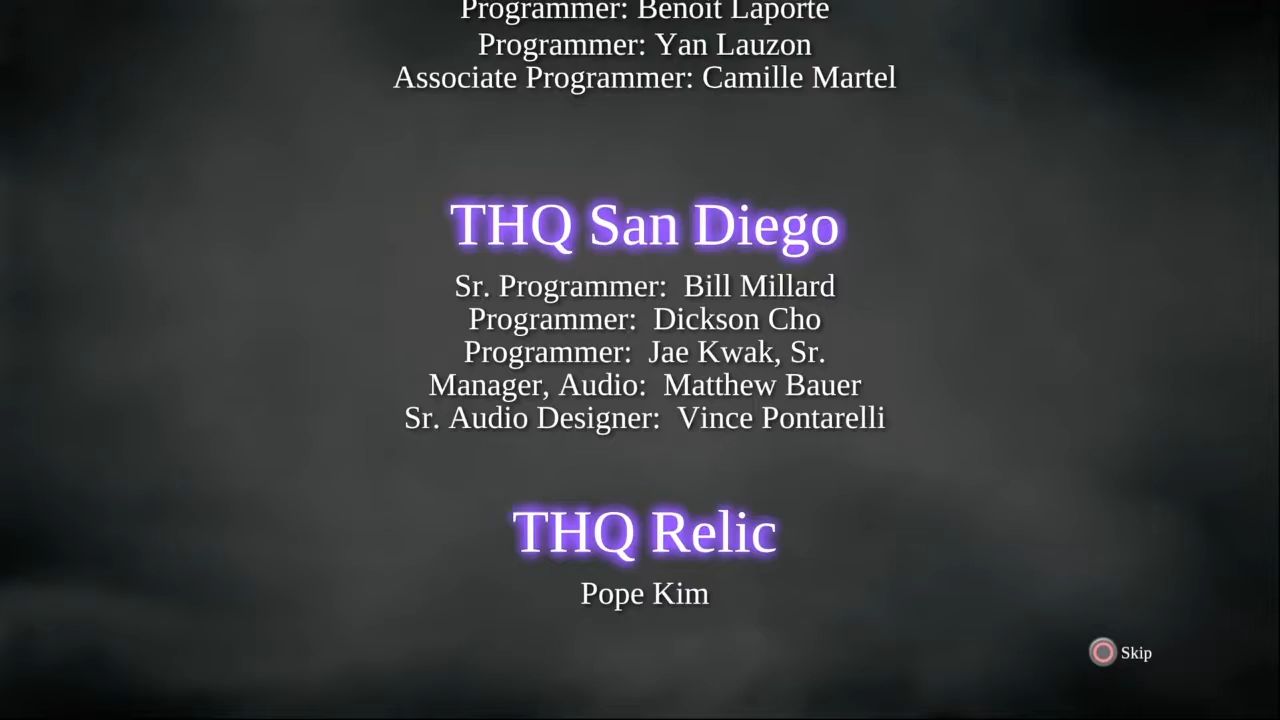 Programmer: Benoit Laporte
Programmer: Yan Lauzon
Associate Programmer: Camille Martel
THQ San Diego
Sr. Programmer:  Bill Millard
Programmer:  Dickson Cho
Programmer:  Jae Kwak, Sr.
Manager, Audio:  Matthew Bauer
Sr. Audio Designer:  Vince Pontarelli
THQ Relic
Pope Kim
Skip